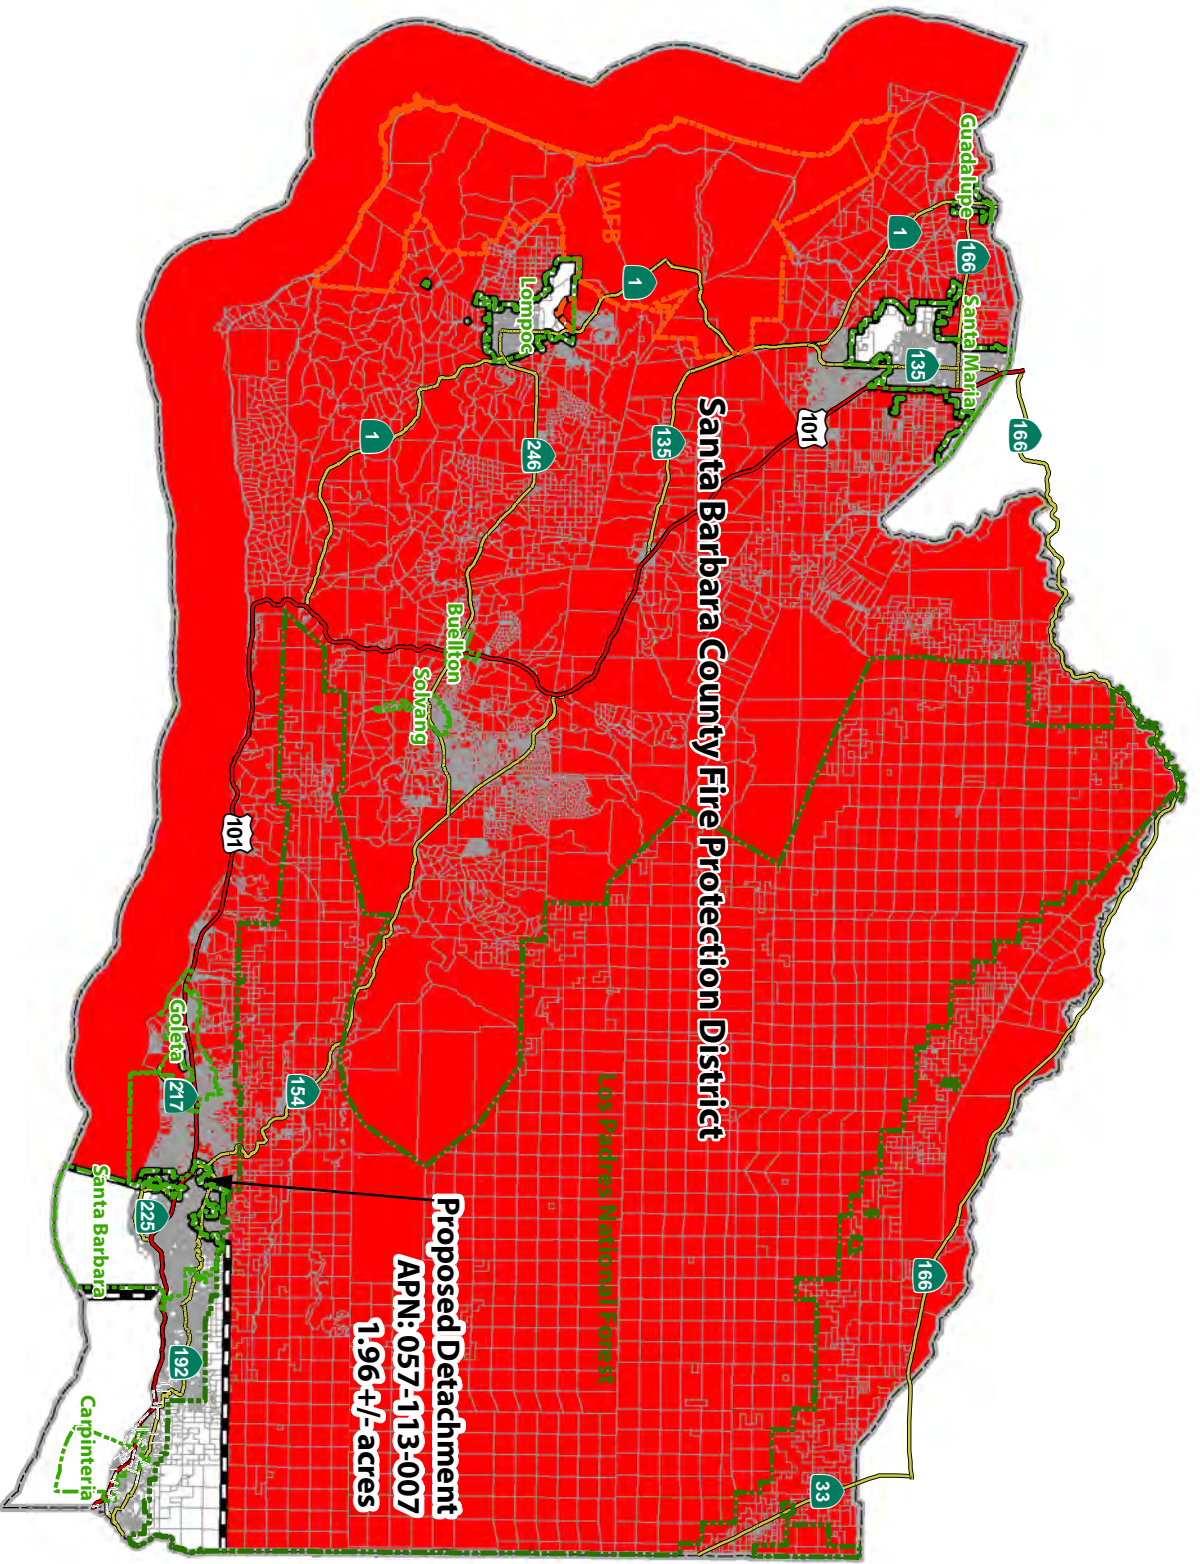 Santa Barbara County Fire Protection District
Guadalupe
166
1
Santa Maria
135
166
101
VAFB
1
Lompoc
135
246
1
Buellton
Solvang
101
Los Padres National Forest
166
154
Goleta
217
Proposed Detachment
APN: 057-113-007
1.96 +/- acres
Santa Barbara
225
192
Carpinteria
33